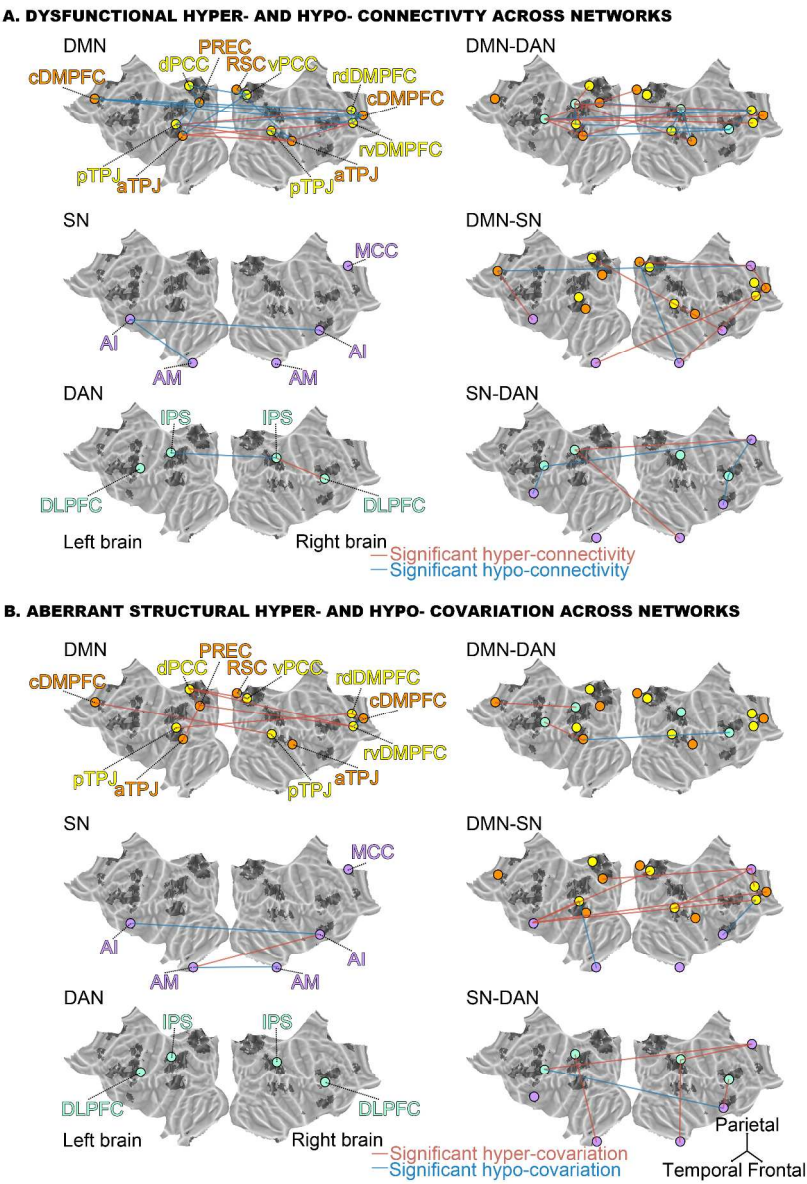 A. DYSFUNCTIONAL HYPER- AND HYPO- CONNECTIVTY ACROSS NETWORKS
DMN
PREC
DMN-DAN
dPCC
RSC
vPCC
cDMPFC
rdDMPFC
cDMPFC
rvDMPFC
pTPJ
aTPJ
aTPJ
pTPJ
SN
DMN-SN
MCC
AI
AI
AM
AM
DAN
SN-DAN
IPS
IPS
DLPFC
DLPFC
Left brain
Right brain
Significant hyper-connectivity
Significant hypo-connectivity
B. ABERRANT STRUCTURAL HYPER- AND HYPO- COVARIATION ACROSS NETWORKS
DMN
PREC
DMN-DAN
dPCC
RSC
vPCC
rdDMPFC
cDMPFC
cDMPFC
rvDMPFC
pTPJ
aTPJ
aTPJ
pTPJ
SN
DMN-SN
MCC
AI
AI
AM
AM
DAN
SN-DAN
IPS
IPS
DLPFC
DLPFC
Left brain
Right brain
Significant hyper-covariation
Significant hypo-covariation
Parietal
Temporal Frontal